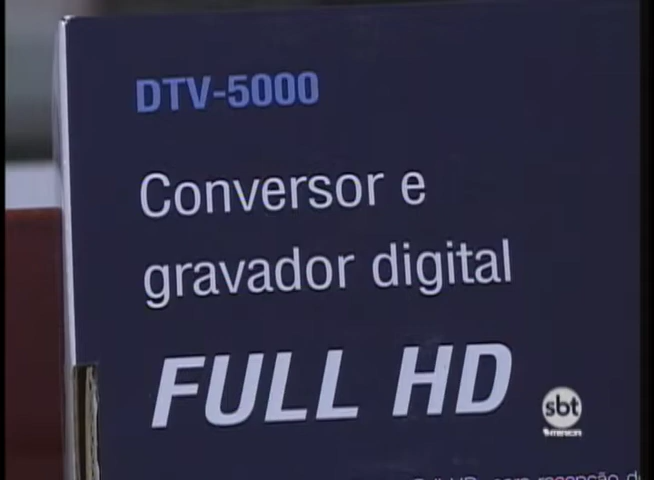 DTV-5000
Conversor e
gravador digital
FULL HD
sbt